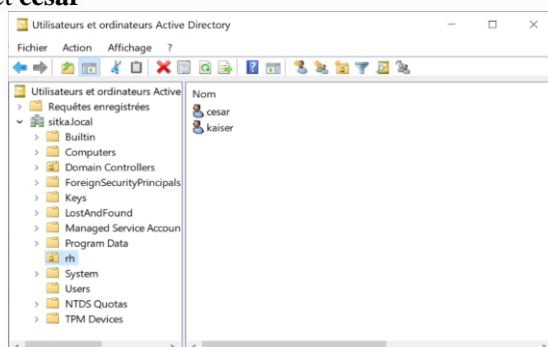 et cesar
Utilisateurs et ordinateurs Active Directory
Fichier Action Affichage ?
Utilisateurs et ordinateurs Active
Requêtes enregistrées
sitka.local
Builtin
Computers
Domain Controllers
ForeignSecurityPrincipals
Keys
LostAndFound
Managed Service Accoun
Program Data
rh
System
Users
NTDS Quotas
TPM Devices
Nom
cesar
kaiser